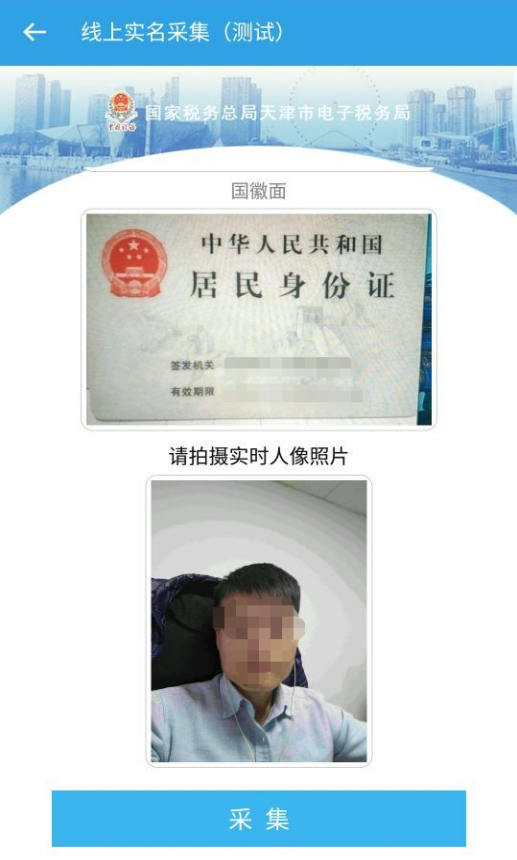 线上实名采集（测试）
国家税务总局天津市电子税务局
国徽面
中华人民共和国
居民身份证
签发机关
有效期限
请拍摄实时人像照片
采 集